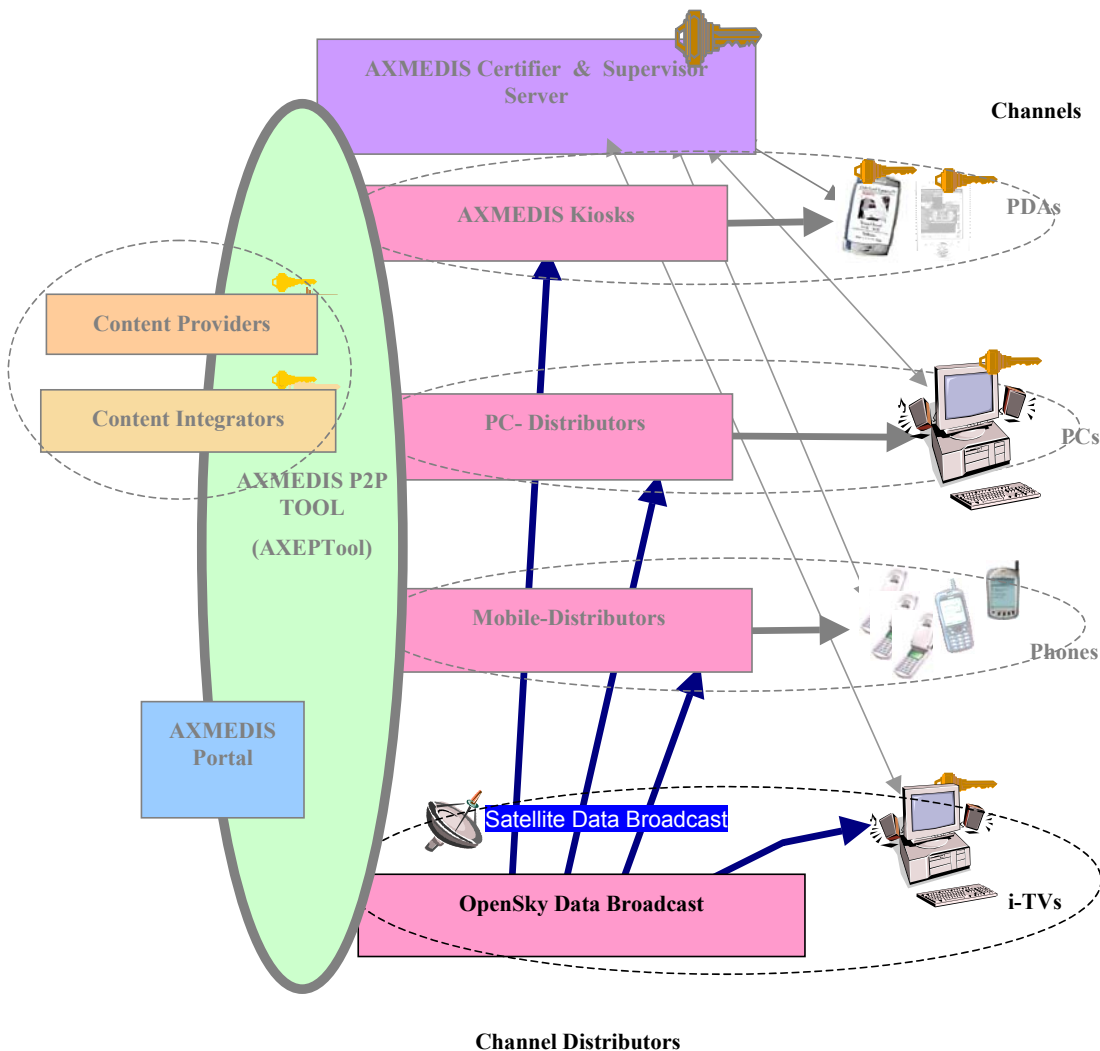 AXMEDIS Certifier & Supervisor
Server
Channels
AXMEDIS Kiosks
PDAs
Content Providers
Content Integrators
PC- Distributors
PCs
AXMEDIS P2P
TOOL
(AXEPTool)
Mobile-Distributors
Phones
AXMEDIS
Portal
Satellite Data Broadcast
OpenSky Data Broadcast
i-TVs
Channel Distributors